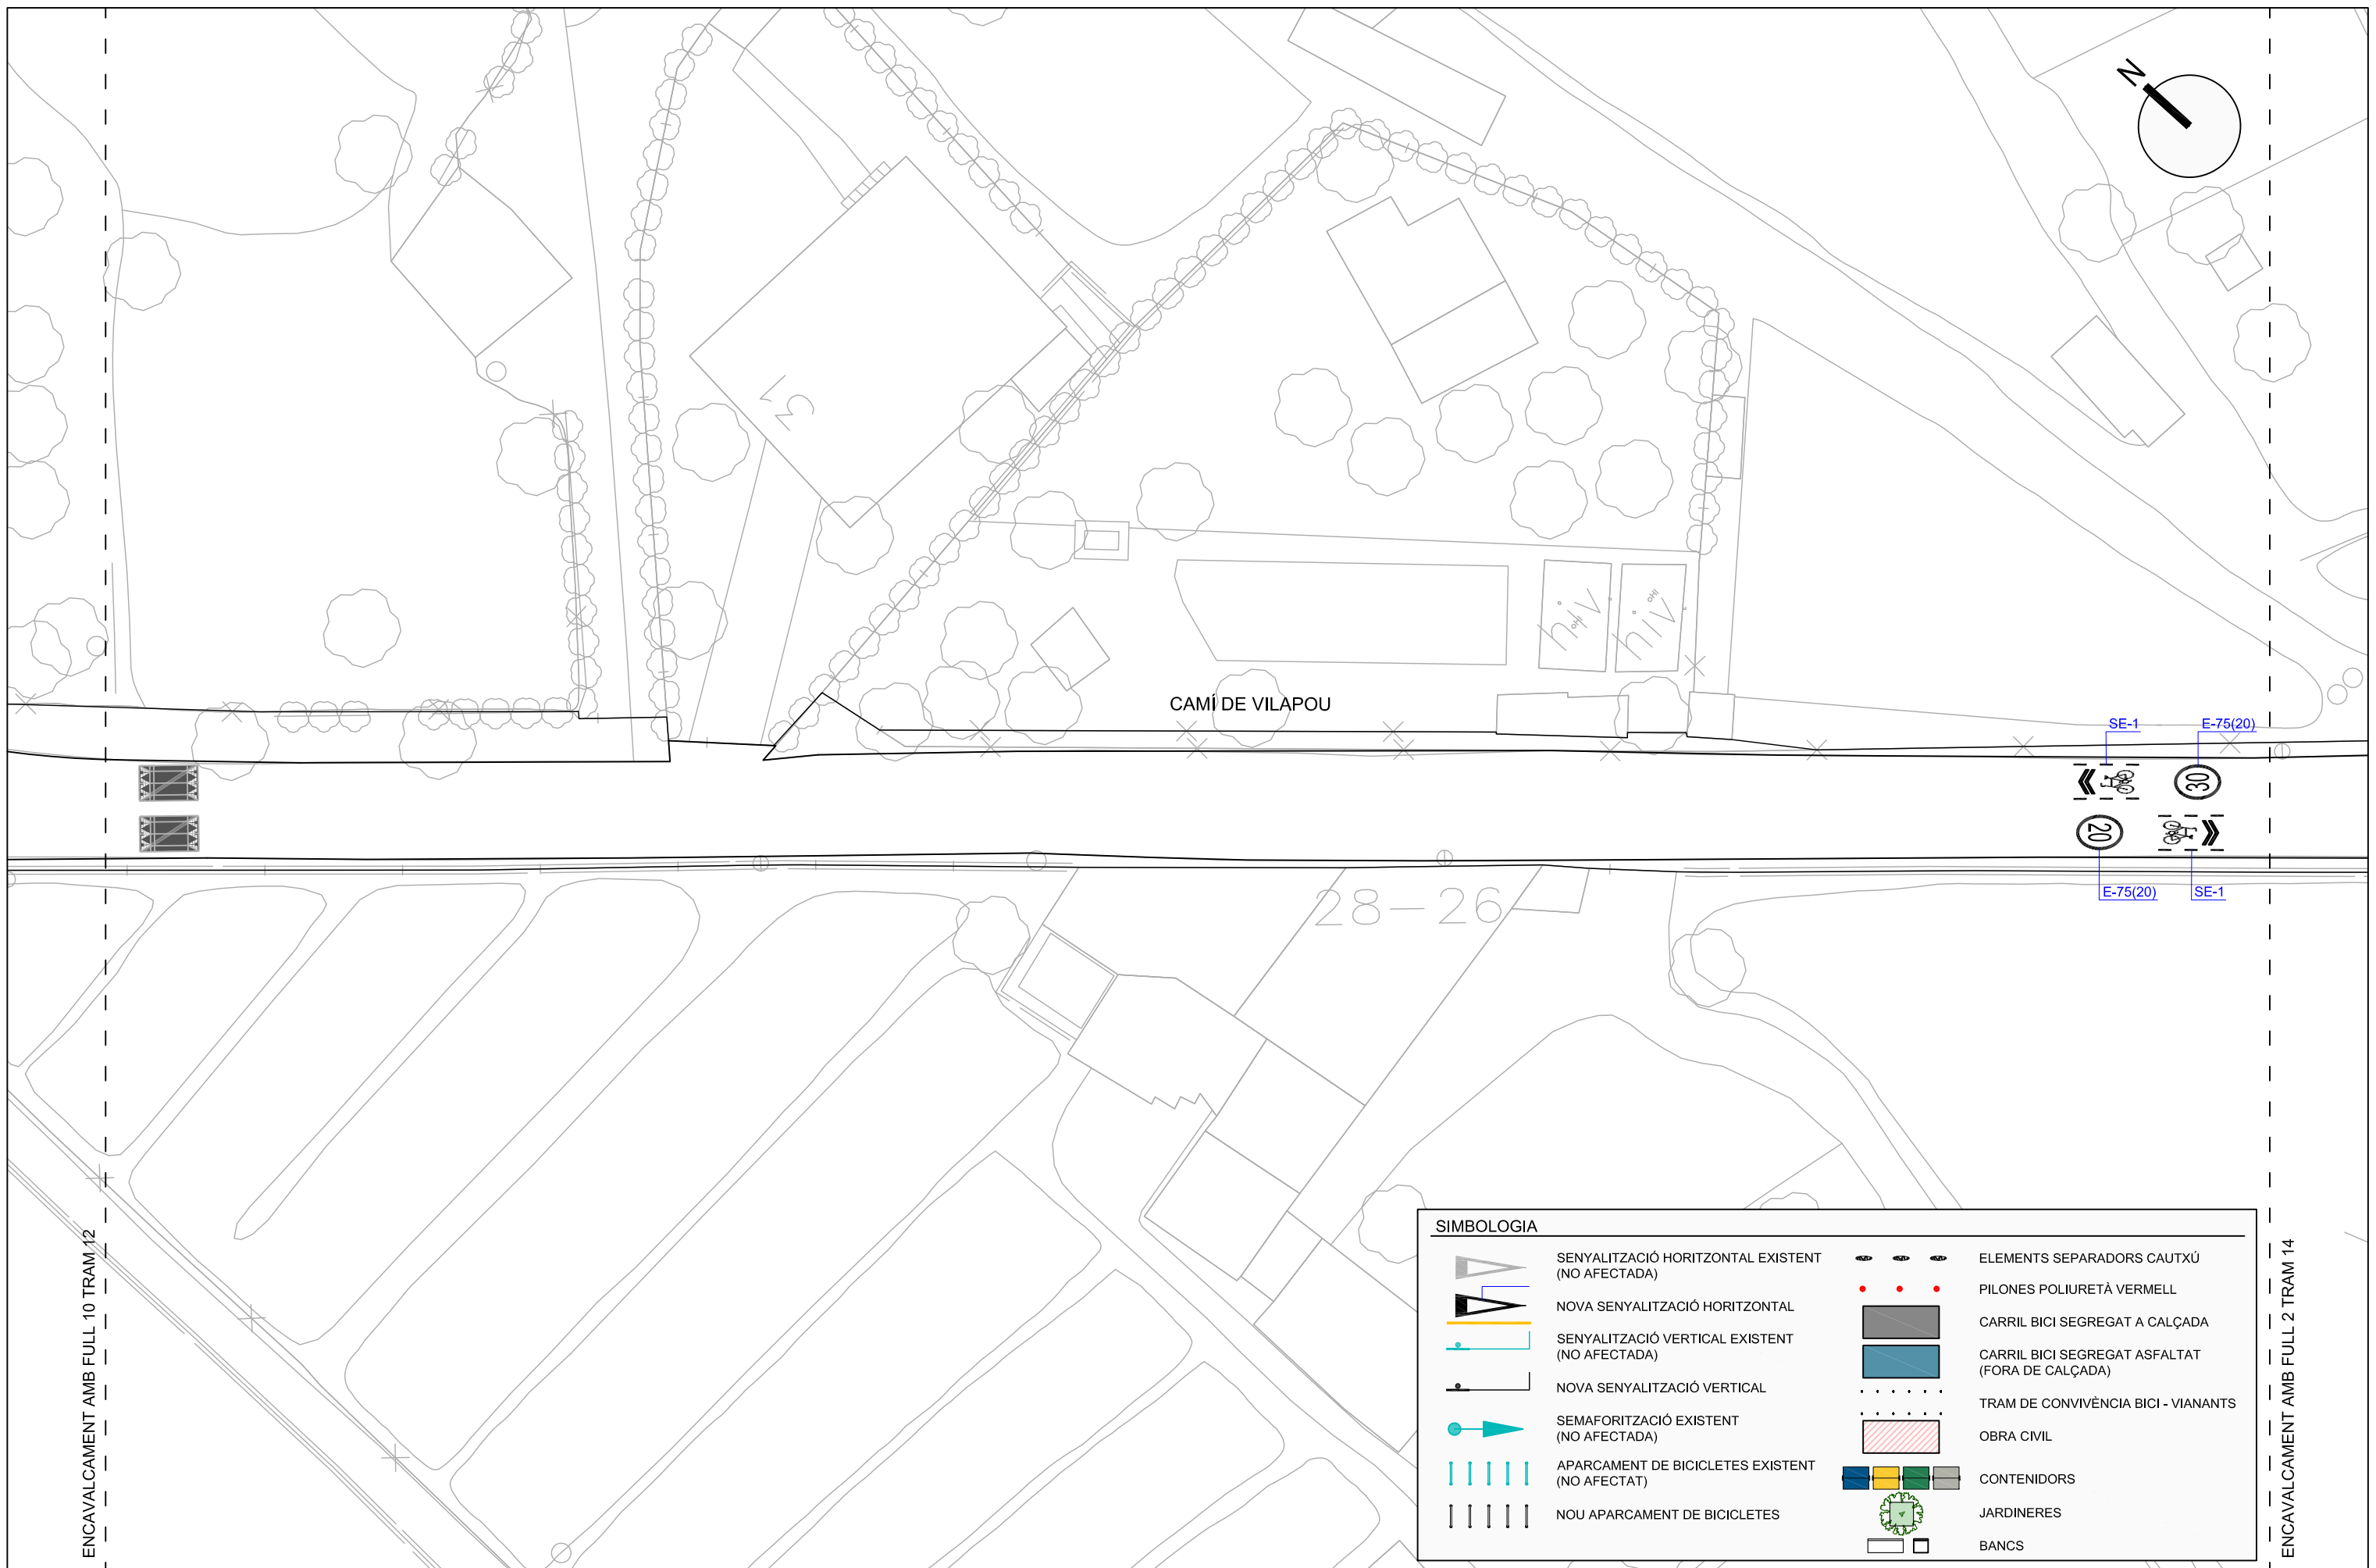 N
12
hiV.
hiV.
CAMÍ DE VILAPOU
SE-1
E-75(20)
30
20
E-75(20)
SE-1
28-26
ENCAVALCAMENT AMB FULL 10 TRAM 12
ENCAVALCAMENT AMB FULL 2 TRAM 14
SIMBOLOGIA
SENYALITZACIÓ HORITZONTAL EXISTENT
(NO AFECTADA)
NOVA SENYALITZACIÓ HORITZONTAL
SENYALITZACIÓ VERTICAL EXISTENT
(NO AFECTADA)
NOVA SENYALITZACIÓ VERTICAL
SEMAFORITZACIÓ EXISTENT
(NO AFECTADA)
APARCAMENT DE BICICLETES EXISTENT
(NO AFECTAT)
NOU APARCAMENT DE BICICLETES
ELEMENTS SEPARADORS CAUTXÚ
PILONES POLIURETÀ VERMELL
CARRIL BICI SEGREGAT A CALÇADA
CARRIL BICI SEGREGAT ASFALTAT
(FORA DE CALÇADA)
TRAM DE CONVIVÈNCIA BICI - VIANANTS
OBRA CIVIL
CONTENIDORS
JARDINERES
BANCS